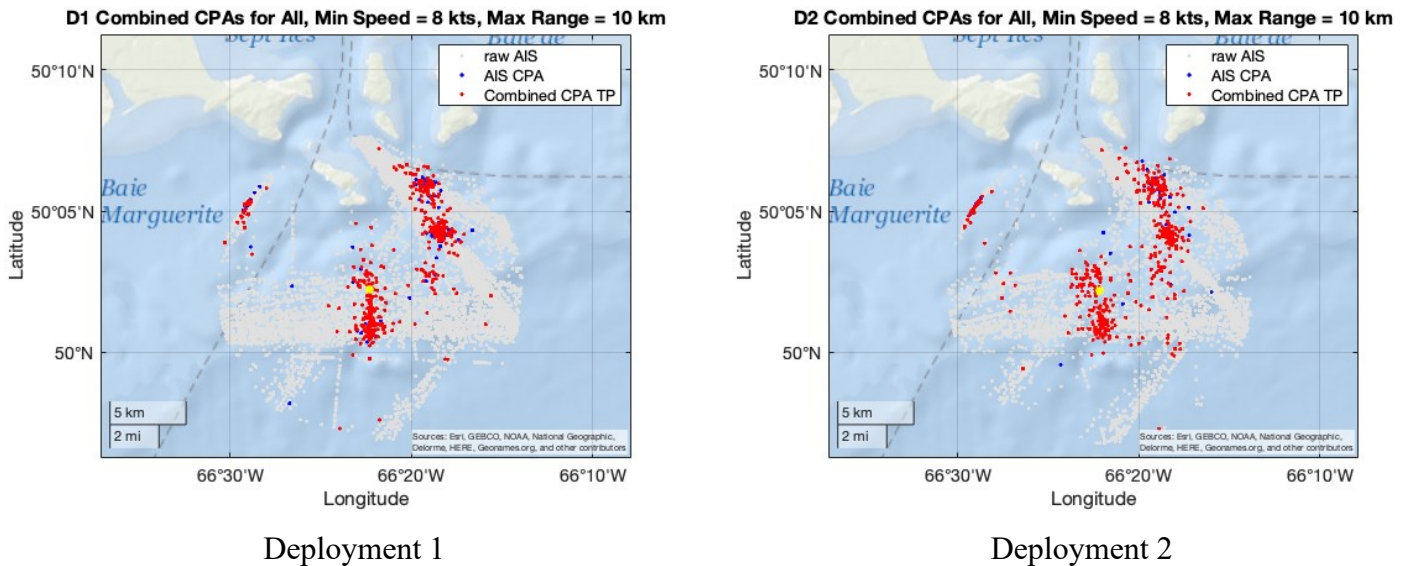 D1 Combined CPAs for All, Min Speed = 8 kts, Max Range = 10 km
Sept Iles
Baie de
raw AIS
AIS CPA
Combined CPA TP
50°10'N
50°05'N
50°N
Latitude
Baie
Marguerite
5 km
2 mi
Sources: Esri, GEBCO, NOAA, National Geographic,
Delorme, HERE, Geonames.org, and other contributors
66°30'W
66°20'W
66°10'W
Longitude
Deployment 1
D2 Combined CPAs for All, Min Speed = 8 kts, Max Range = 10 km
Sept Iles
Baie de
raw AIS
AIS CPA
Combined CPA TP
50°10'N
50°05'N
50°N
Latitude
Baie
Marguerite
5 km
2 mi
Sources: Esri, GEBCO, NOAA, National Geographic,
Delorme, HERE, Geonames.org, and other contributors
66°30'W
66°20'W
66°10'W
Longitude
Deployment 2